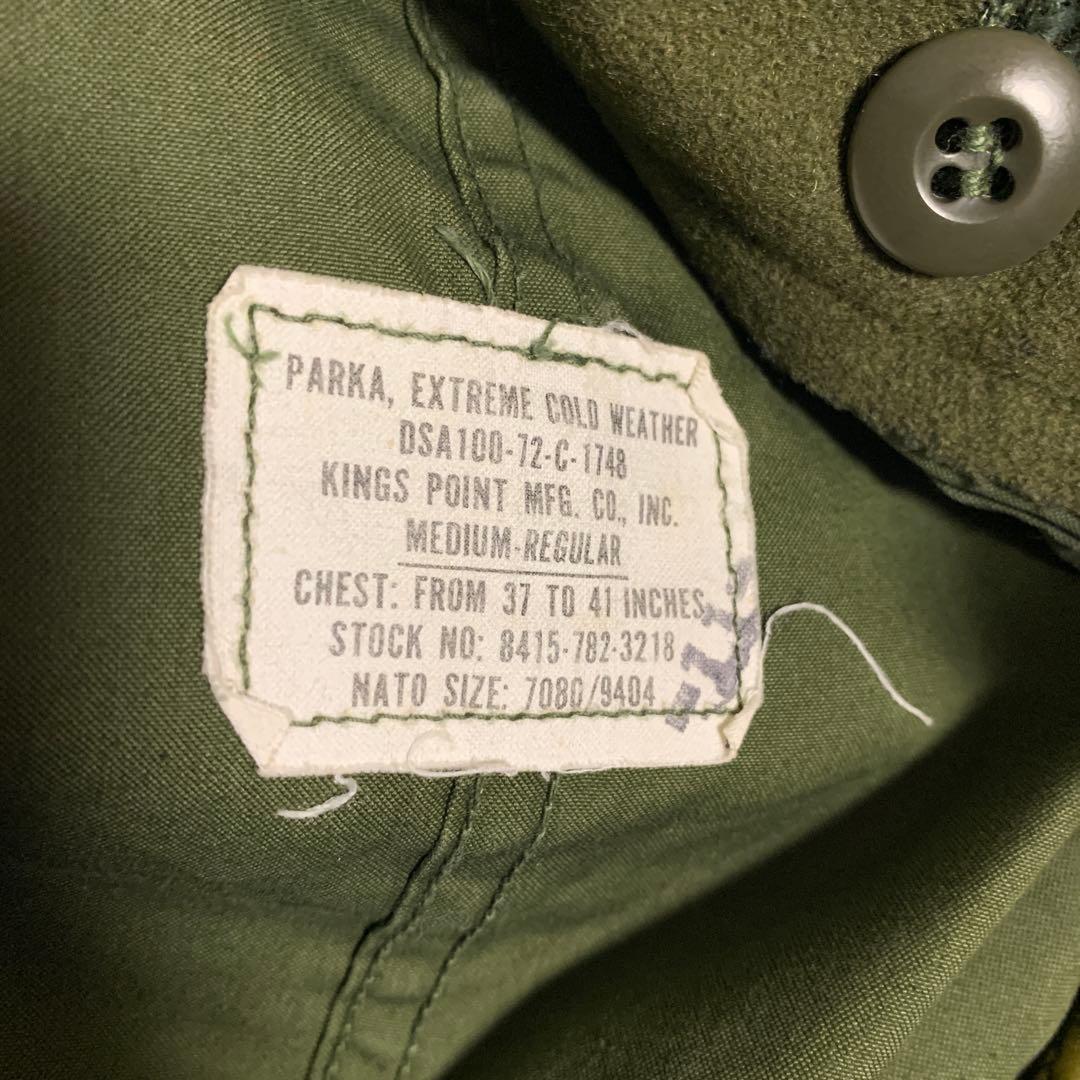 PARKA, EXTREME COLD WEATHER
DSA100-72-C-1748
KINGS POINT MFG. CO., INC.
MEDIUM-REGULAR
CHEST: FROM 37 TO 41 INCHES
STOCK NO: 8415-782-3218
NATO SIZE: 7080/9404